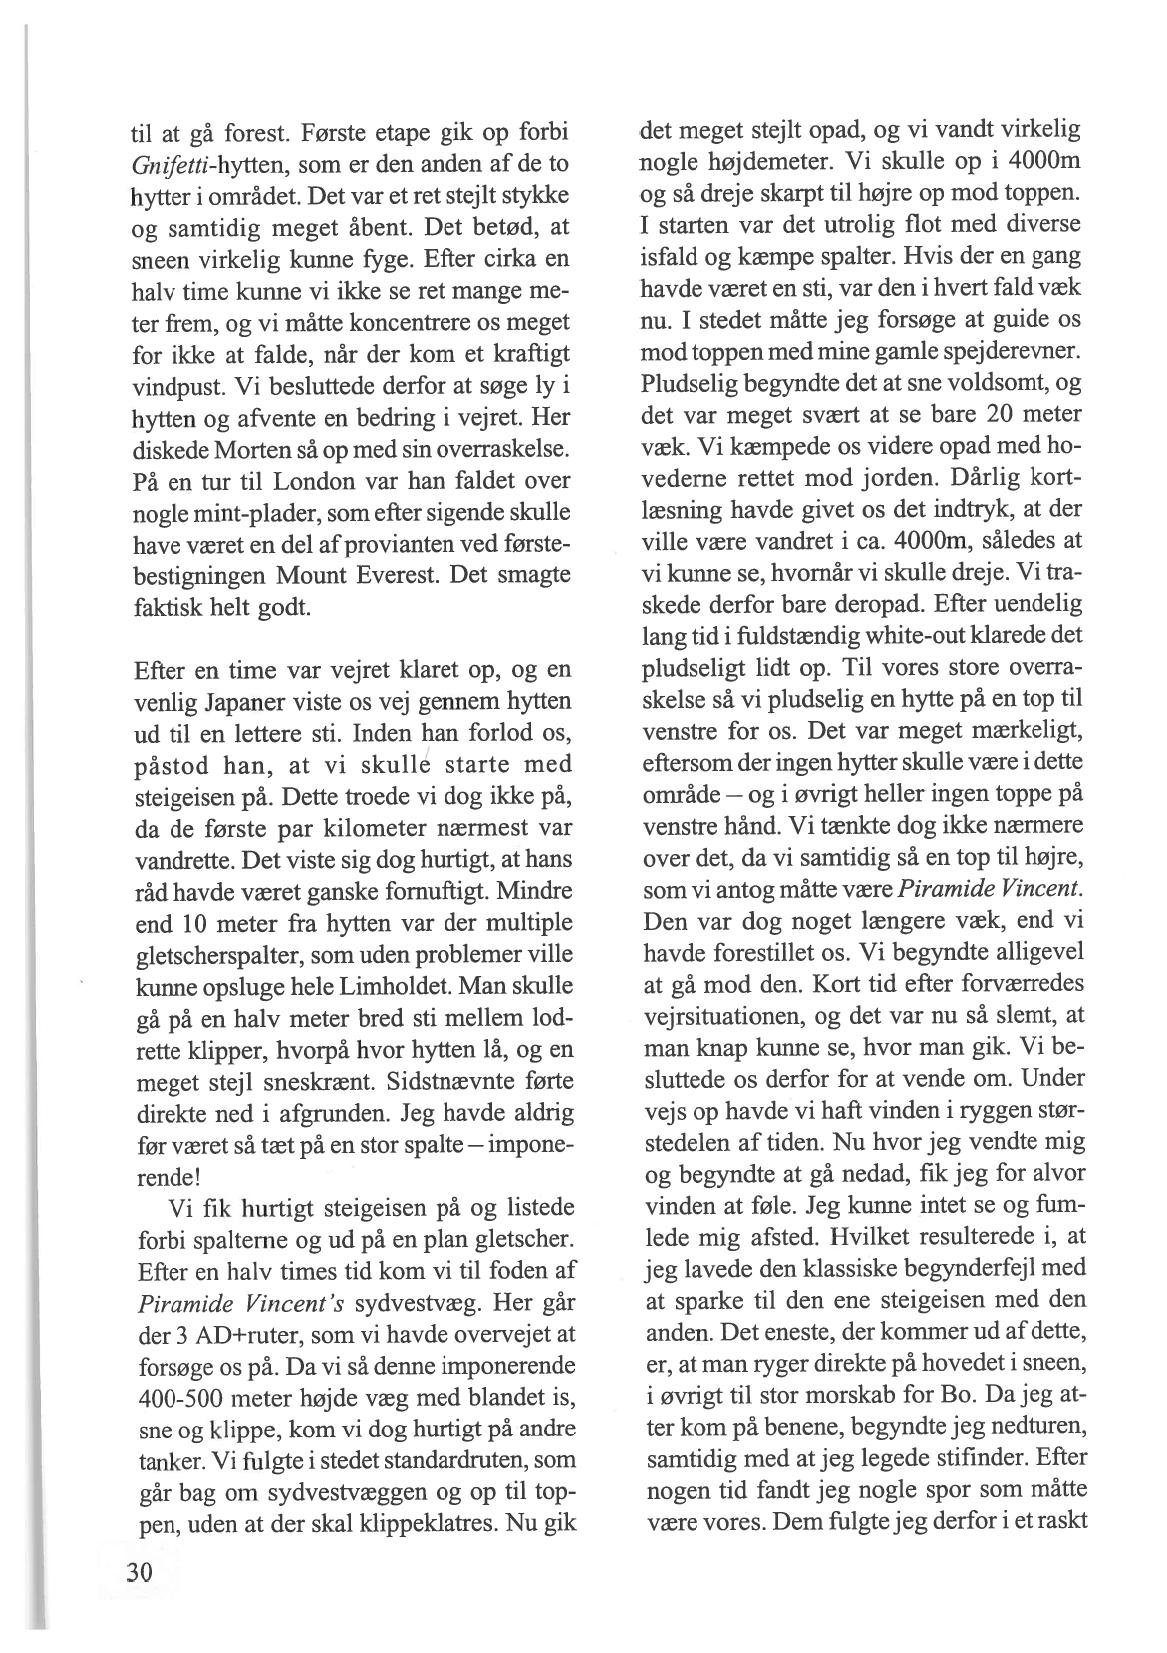 til at gå forest. Første etape gik op forbi
Gnifetti-hytten, som er den anden af de to
hytter i området. Det var et ret stejlt stykke
og samtidig meget åbent. Det betød, at
sneen virkelig kunne fyge. Efter cirka en
halv time kunne vi ikke se ret mange me-
ter frem, og vi måtte koncentrere os meget
for ikke at falde, når der kom et kraftigt
vindpust. Vi besluttede derfor at søge ly i
hytten og afvente en bedring i vejret. Her
diskede Morten så op med sin overraskelse.
På en tur til London var han faldet over
nogle mint-plader, som efter sigende skulle
have været en del af provianten ved første-
bestigningen Mount Everest. Det smagte
faktisk helt godt.

Efter en time var vejret klaret op, og en
venlig Japaner viste os vej gennem hytten
ud til en lettere sti. Inden han forlod os,
påstod han, at vi skulle starte med
steigeisen på. Dette troede vi dog ikke på,
da de første par kilometer nærmest var
vandrette. Det viste sig dog hurtigt, at hans
råd havde været ganske fornuftigt. Mindre
end 10 meter fra hytten var der multiple
gletscherspalter, som uden problemer ville
kunne opsluge hele Limholdet. Man skulle
gå på en halv meter bred sti mellem lod-
rette klipper, hvorpå hvor hytten lå, og en
meget stejl sneskrænt. Sidstnævnte førte
direkte ned i afgrunden. Jeg havde aldrig
før været så tæt på en stor spalte – impone-
rende!
Vi fik hurtigt steigeisen på og listede
forbi spalterne og ud på en plan gletscher.
Efter en halv times tid kom vi til foden af
Piramide Vincent's sydvestvæg. Her går
der 3 AD+ruter, som vi havde overvejet at
forsøge os på. Da vi så denne imponerende
400-500 meter højde væg med blandet is,
sne og klippe, kom vi dog hurtigt på andre
tanker. Vi fulgte i stedet standardruten, som
går bag om sydvestvæggen og op til top-
pen, uden at der skal klippeklatres. Nu gik
30
det meget stejlt opad, og vi vandt virkelig
nogle højdemeter. Vi skulle op i 4000m
og så dreje skarpt til højre op mod toppen.
I starten var det utrolig flot med diverse
isfald og kæmpe spalter. Hvis der en gang
havde været en sti, var den i hvert fald væk
nu. I stedet måtte jeg forsøge at guide os
mod toppen med mine gamle spejderevner.
Pludselig begyndte det at sne voldsomt, og
det var meget svært at se bare 20 meter
væk. Vi kæmpede os videre opad med ho-
vederne rettet mod jorden. Dårlig kort-
læsning havde givet os det indtryk, at der
ville være vandret i ca. 4000m, således at
vi kunne se, hvornår vi skulle dreje. Vi tra-
skede derfor bare deropad. Efter uendelig
lang tid i fuldstændig white-out klarede det
pludseligt lidt op. Til vores store overra-
skelse så vi pludselig en hytte på en top til
venstre for os. Det var meget mærkeligt,
eftersom der ingen hytter skulle være i dette
område – og i øvrigt heller ingen toppe på
venstre hånd. Vi tænkte dog ikke nærmere
over det, da vi samtidig så en top til højre,
som vi antog måtte være Piramide Vincent.
Den var dog noget længere væk, end vi
havde forestillet os. Vi begyndte alligevel
at gå mod den. Kort tid efter forværredes
vejrsituationen, og det var nu så slemt, at
man knap kunne se, hvor man gik. Vi be-
sluttede os derfor for at vende om. Under
vejs op havde vi haft vinden i ryggen stør-
stedelen af tiden. Nu hvor jeg vendte mig
og begyndte at gå nedad, fik jeg for alvor
vinden at føle. Jeg kunne intet se og fum-
lede mig afsted. Hvilket resulterede i, at
jeg lavede den klassiske begynderfejl med
at sparke til den ene steigeisen med den
anden. Det eneste, der kommer ud af dette,
er, at man ryger direkte på hovedet i sneen,
i øvrigt til stor morskab for Bo. Da jeg at-
ter kom på benene, begyndte jeg nedturen,
samtidig med at jeg legede stifinder. Efter
nogen tid fandt jeg nogle spor som måtte
være vores. Dem fulgte jeg derfor i et raskt